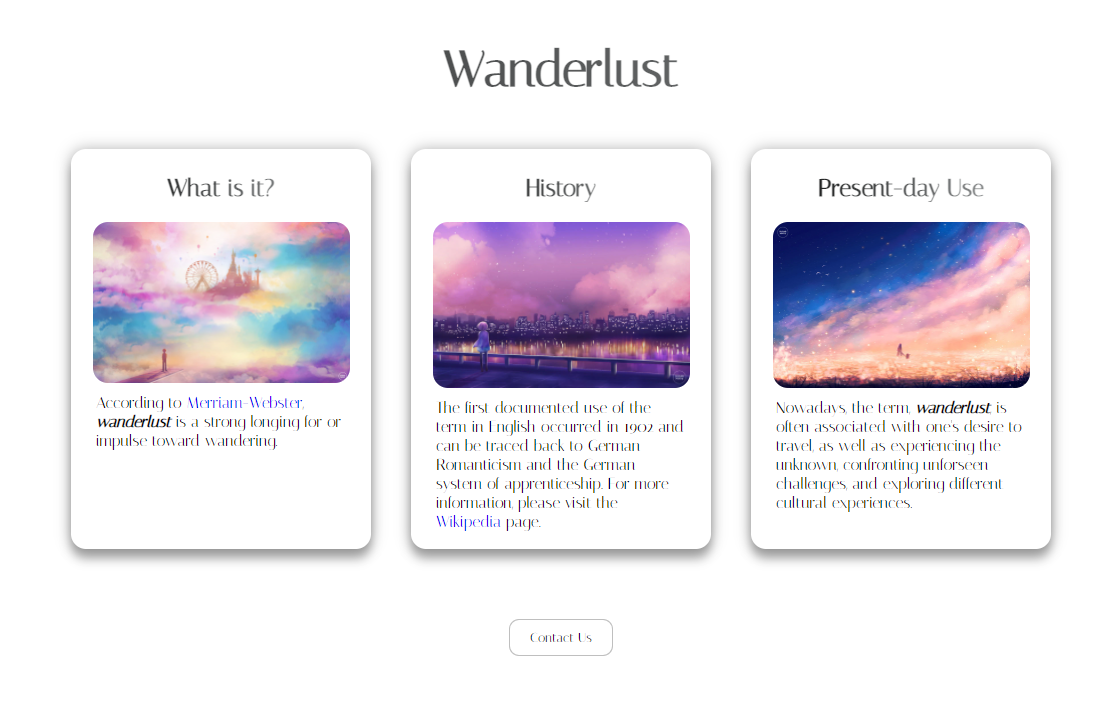 Wanderlust
What is it?
According to Merriam-Webster,
wanderlust is a strong longing for or
impulse toward wandering.
History
The first documented use of the
term in English occurred in 1902 and
can be traced back to German
Romanticism and the German
system of apprenticeship. For more
information, please visit the
Wikipedia page.
Present-day Use
Nowadays, the term, wanderlust, is
often associated with one's desire to
travel, as well as experiencing the
unknown, confronting unforseen
challenges, and exploring different
cultural experiences.
Contact Us